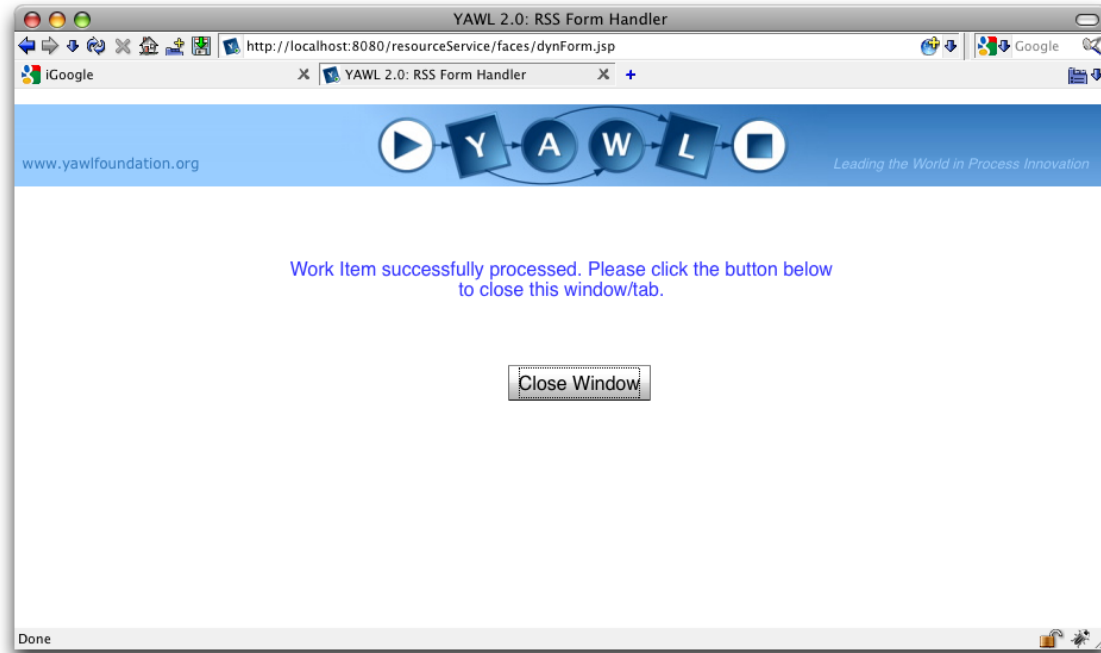 YAWL 2.0: RSS Form Handler
http://localhost:8080/resourceService/faces/dynForm.jsp
Google
iGoogle
YAWL 2.0: RSS Form Handler
www.yawlfoundation.org
Y A W L
Leading the World in Process Innovation
Work Item successfully processed. Please click the button below
to close this window/tab.
Close Window
Done